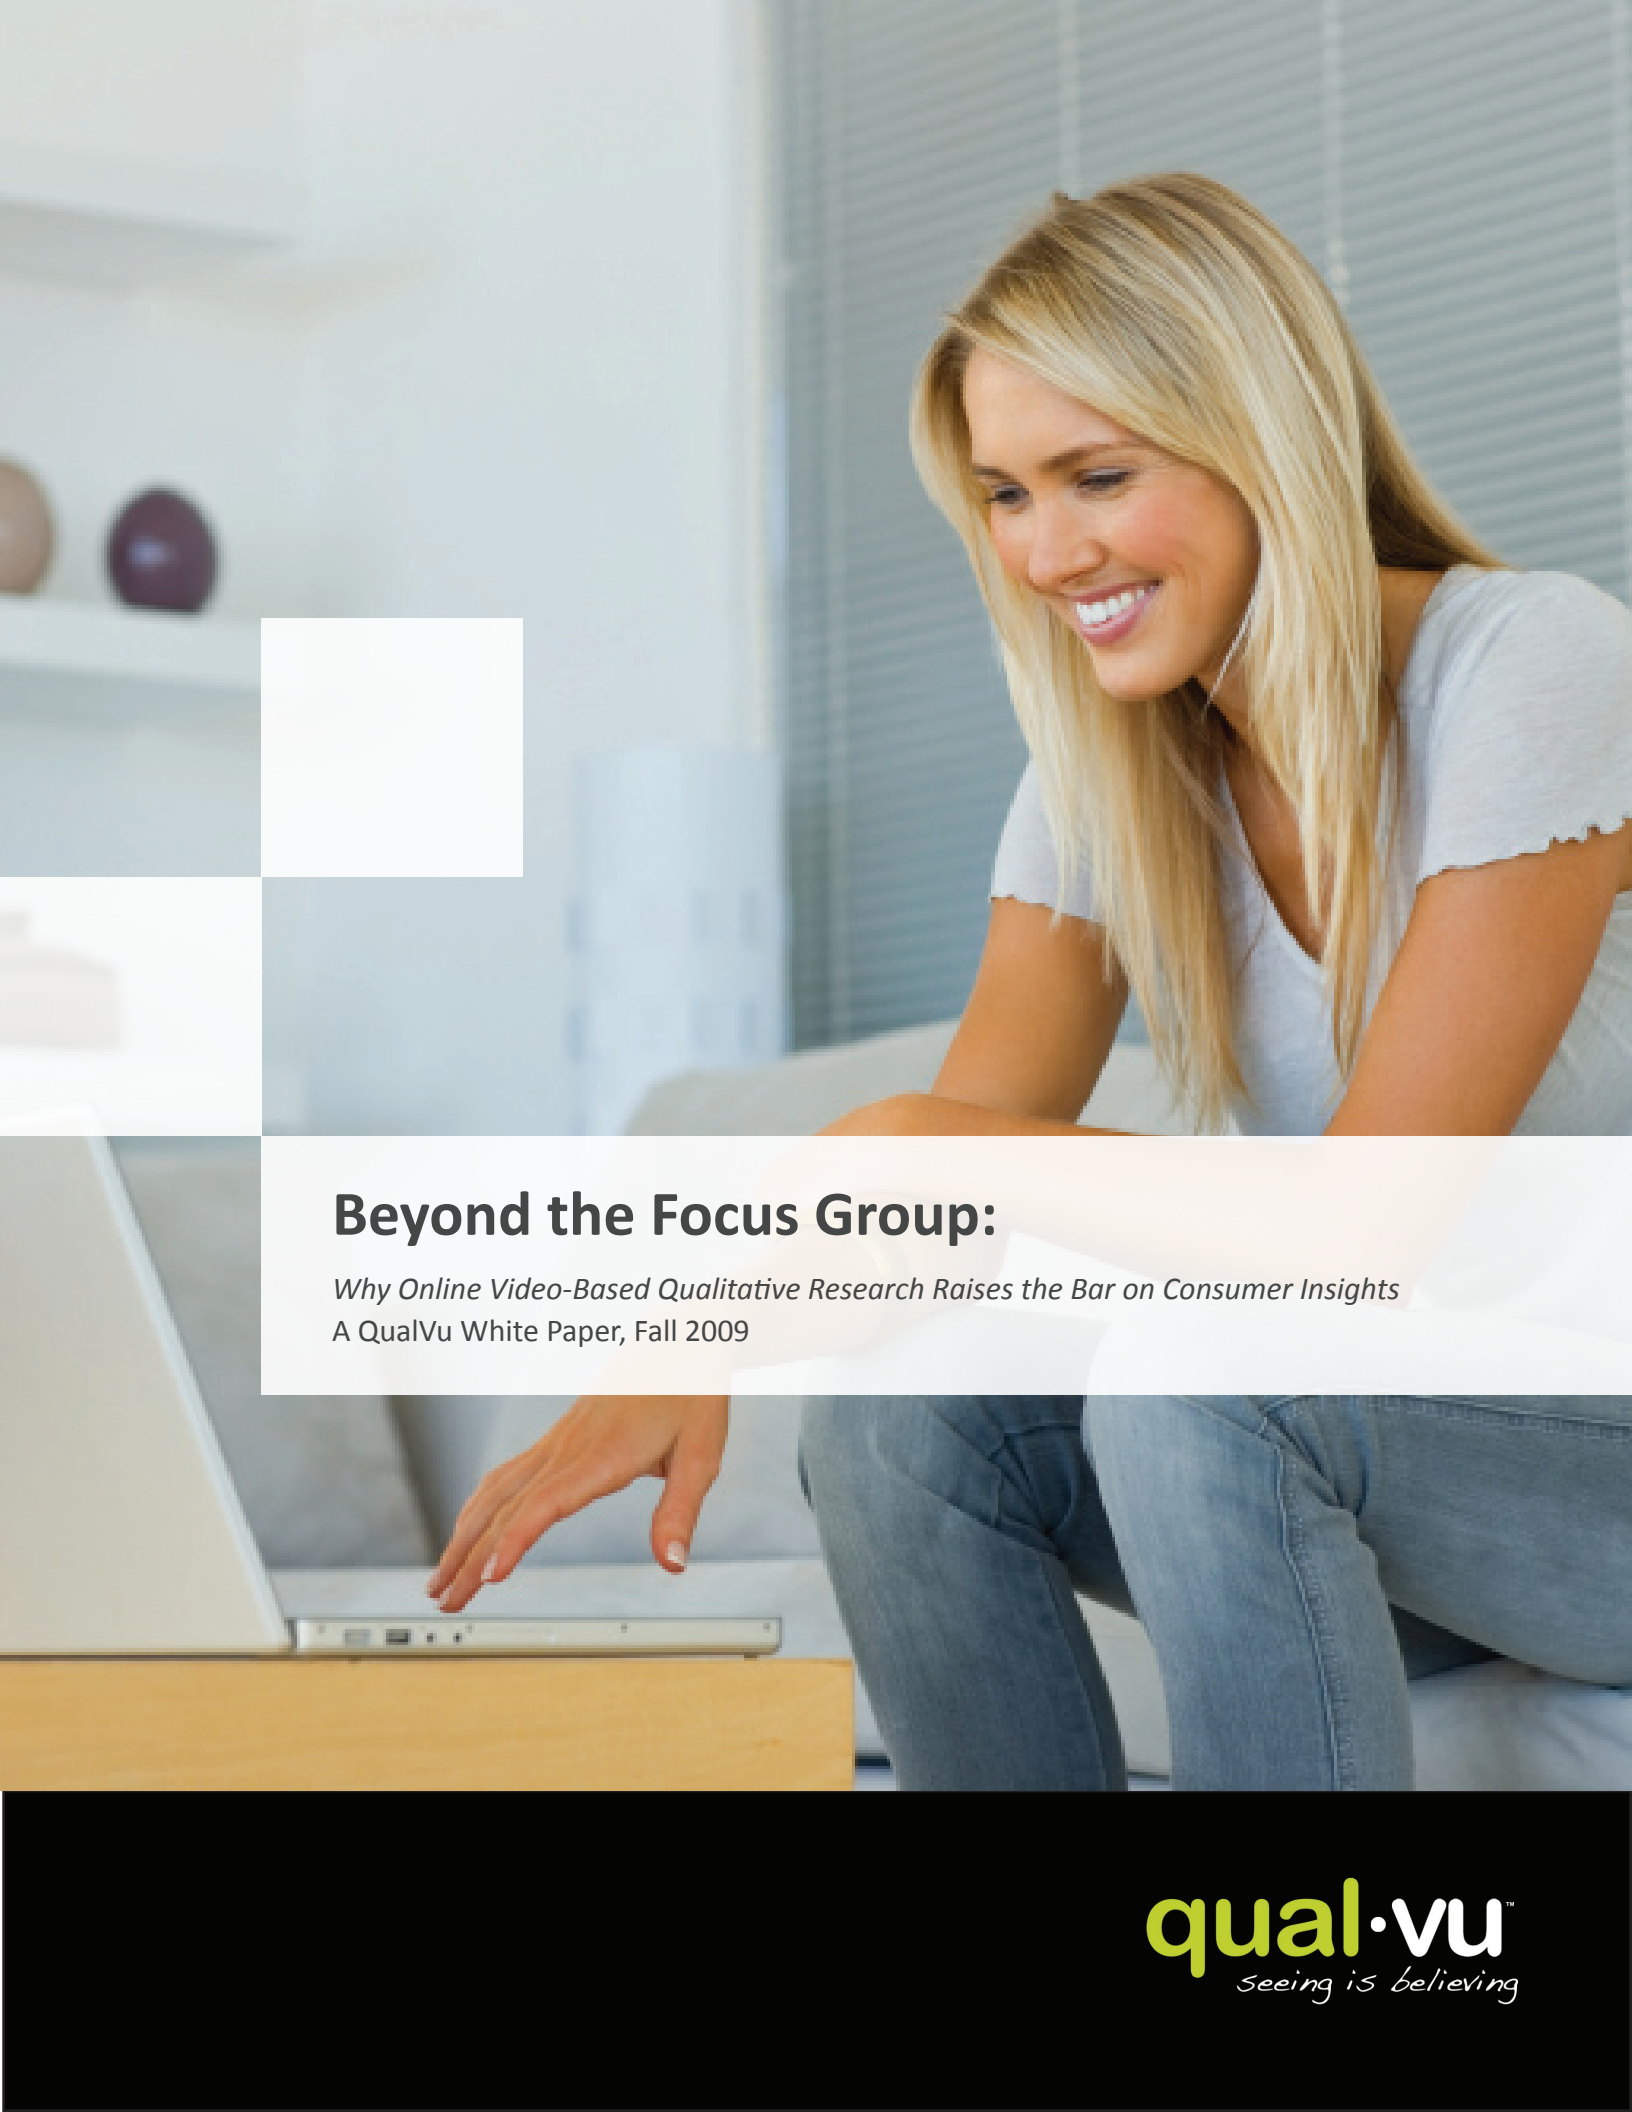 Beyond the Focus Group:
Why Online Video-Based Qualitative Research Raises the Bar on Consumer Insights
A QualVu White Paper, Fall 2009
qual·vu™
seeing is believing